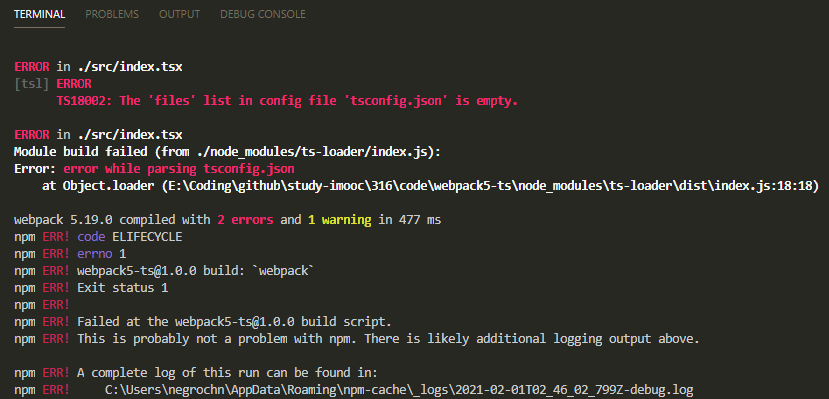 TERMINAL PROBLEMS OUTPUT DEBUG CONSOLE
ERROR in ./src/index.tsx
[tsl] ERROR
TS18002: The 'files' list in config file 'tsconfig.json' is empty.
ERROR in ./src/index.tsx
Module build failed (from ./node_modules/ts-loader/index.js):
Error: error while parsing tsconfig.json
at Object.loader (E:\Coding\github\study-imooc\316\code\webpack5-ts\node_modules\ts-loader\dist\index.js:18:18)
webpack 5.19.0 compiled with 2 errors and 1 warning in 477 ms
npm ERR! code ELIFECYCLE
npm ERR! errno 1
npm ERR! webpack5-ts@1.0.0 build: `webpack`
npm ERR! Exit status 1
npm ERR!
npm ERR! Failed at the webpack5-ts@1.0.0 build script.
npm ERR! This is probably not a problem with npm. There is likely additional logging output above.
npm ERR! A complete log of this run can be found in:
npm ERR! C:\Users\negrochn\AppData\Roaming\npm-cache\_logs\2021-02-01T02_46_02_799Z-debug.log